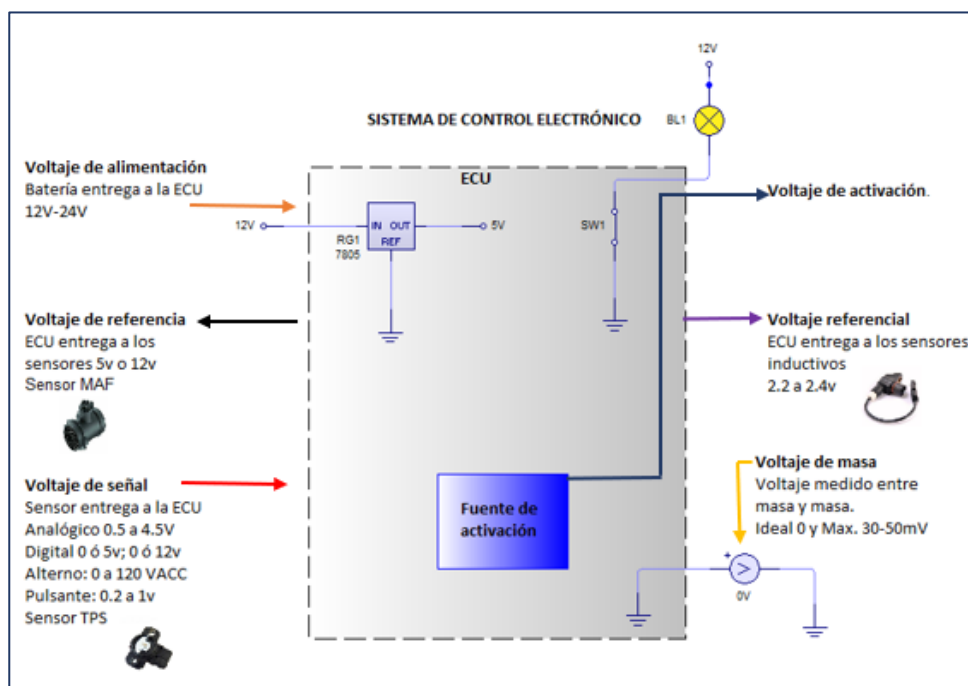 12V
SISTEMA DE CONTROL ELECTRÓNICO
BL1
Voltaje de alimentación
Batería entrega a la ECU
12V-24V
ECU
Voltaje de activación.
12V
IN OUT
REF
5V
RG1
7805
SW1
Voltaje de referencia
ECU entrega a los
sensores 5v o 12v
Sensor MAF
Voltaje referencial
ECU entrega a los sensores
inductivos
2.2 a 2.4v
Voltaje de señal
Sensor entrega a la ECU
Analógico 0.5 a 4.5V
Digital 0 ó 5v; 0 ó 12v
Alterno: 0 a 120 VACC
Pulsante: 0.2 a 1v
Sensor TPS
Fuente de
activación
Voltaje de masa
Voltaje medido entre
masa y masa.
Ideal 0 y Max. 30-50mV
+
V
0V